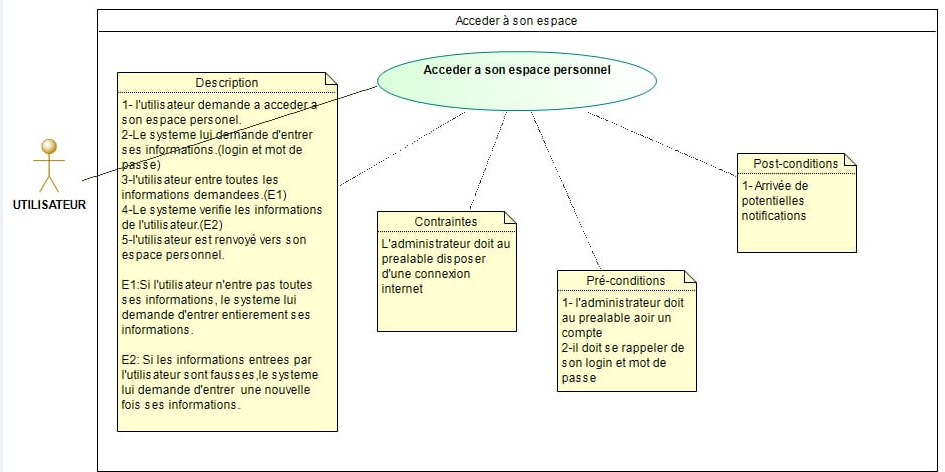 Acceder à son espace
Acceder a son espace personnel
Description
1- l'utilisateur demande a acceder a
son espace personel.
2-Le systeme lui demande d'entrer
ses informations.(login et mot de
passe)
3-l'utilisateur entre toutes les
informations demandees.(E1)
4-Le systeme verifie les informations
de l'utilisateur.(E2)
5-l'utilisateur est renvoyé vers son
espace personel.
E1:Si l'utilisateur n'entre pas toutes
ses informations, le systeme lui
demande d'entrer entierement ses
informations.
E2: Si les informations entrees par
l'utilisateur sont fausses,le systeme
lui demande d'entrer une nouvelle
fois ses informations.
UTILISATEUR
Contraintes
L'administrateur doit au
prealable disposer
d'une connexion
internet
Pré-conditions
1- l'administrateur doit
au prealable aoir un
compte
2-il doit se rappeler de
son login et mot de
passe
Post-conditions
1- Arrivée de
potentielles
notifications